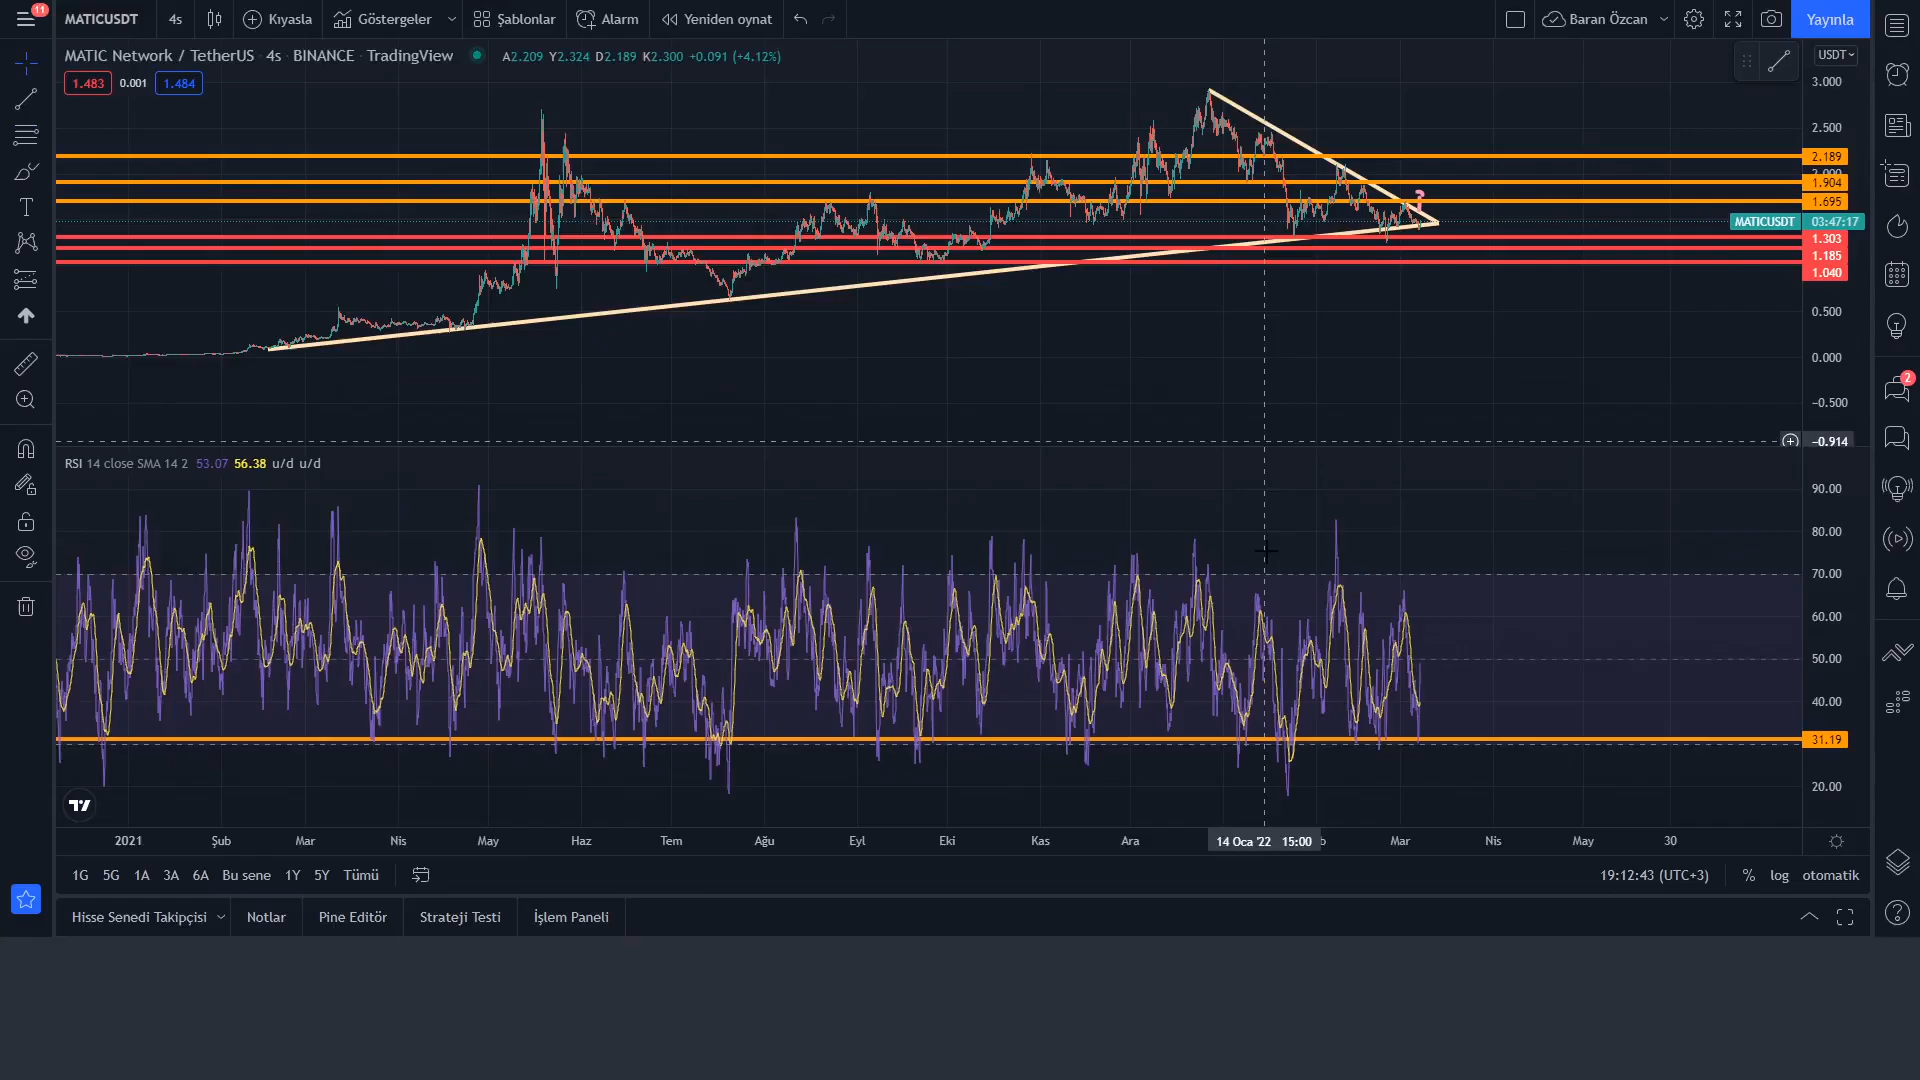 11
MATICUSDT 4s Kıyasla Göstergeler Şablonlar Alarm Yeniden oynat Baran Özcan Yayınla
MATIC Network / TetherUS · 4s · BINANCE · TradingView A2.209 Y2.324 D2.189 K2.300 +0.091 (+4.12%)
USDT
1.483 0.001 1.484
3.000
2.500
2.189
2.000
1.904
1.695
MATICUSDT 03:47:17
1.303
1.185
1.040
0.500
0.000
2
−0.500
−0.914
RSI 14 close SMA 14 2 53.07 56.38 u/d u/d
90.00
80.00
70.00
60.00
50.00
40.00
31.19
20.00
2021 Şub Mar Nis May Haz Tem Ağu Eyl Eki Kas Ara 14 Oca '22 15:00 Mar Nis May 30
1G 5G 1A 3A 6A Bu sene 1Y 5Y Tümü 19:12:43 (UTC+3) % log otomatik
Hisse Senedi Takipçisi Notlar Pine Editör Strateji Testi İşlem Paneli